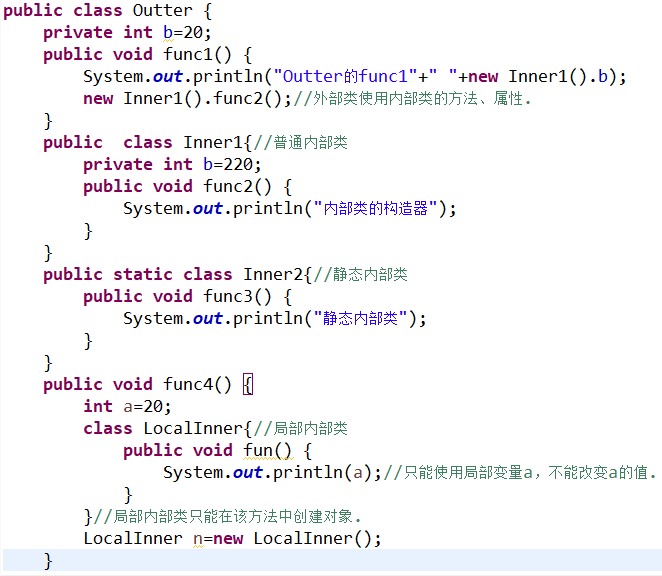 public class Outter {
    private int b=20;
    public void func1() {
        System.out.println("Outter的func1"+" "+new Inner1().b);
        new Inner1().func2();//外部类使用内部类的方法、属性.
    }
    public  class Inner1{//普通内部类
        private int b=220;
        public void func2() {
            System.out.println("内部类的构造器");
        }
    }
    public static class Inner2{//静态内部类
        public void func3() {
            System.out.println("静态内部类");
        }
    }
    public void func4() {
        int a=20;
        class LocalInner{//局部内部类
            public void fun() {
                System.out.println(a);//只能使用局部变量a，不能改变a的值.
            }
        }//局部内部类只能在该方法中创建对象.
        LocalInner n=new LocalInner();
    }